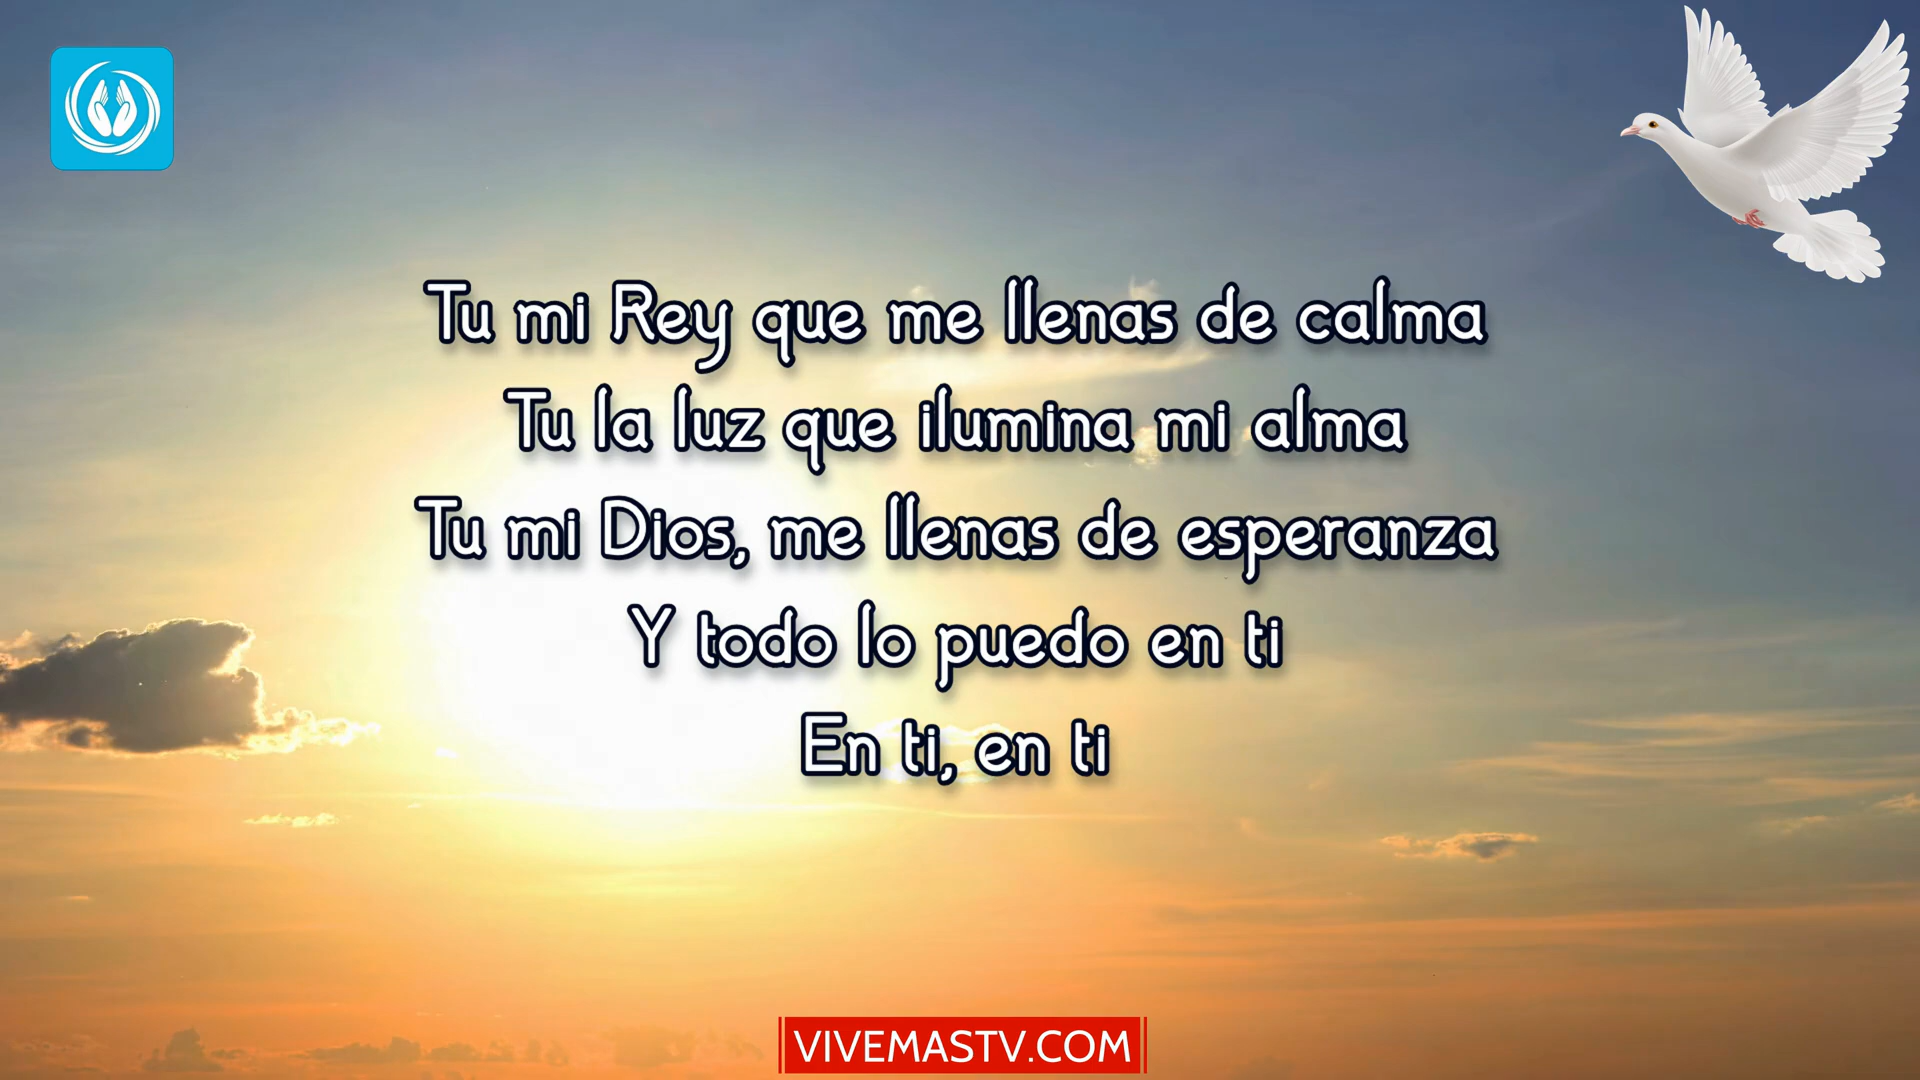 Tu mi Rey que me llenas de calma
Tu la luz que ilumina mi alma
Tu mi Dios, me llenas de esperanza
Y todo lo puedo en ti
En ti, en ti
VIVEMASTV.COM